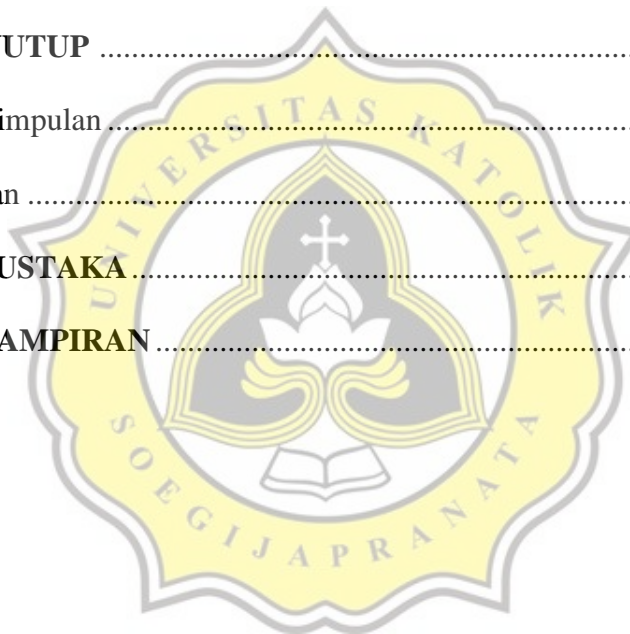 UTUP ................................................................
impulan ................................................................
an ................................................................
USTAKA ................................................................
AMPIRAN ................................................................
UNIVERSITAS KATOLIK
SOEGIJAPRANATA